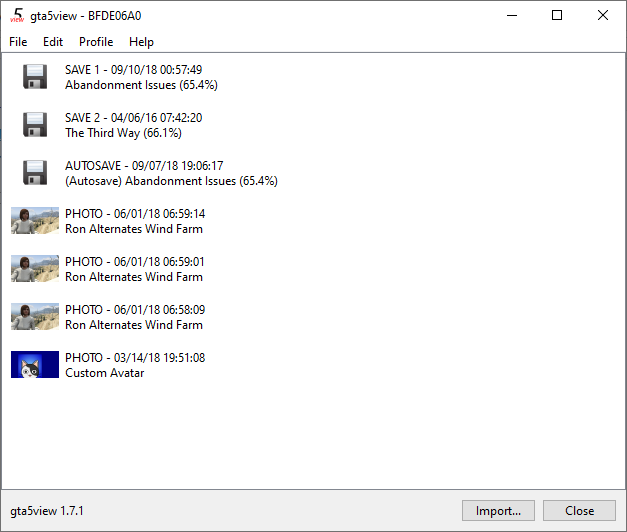 5
view
gta5view - BFDE06A0
File Edit Profile Help
SAVE 1 - 09/10/18 00:57:49
Abandonment Issues (65.4%)
SAVE 2 - 04/06/16 07:42:20
The Third Way (66.1%)
AUTOSAVE - 09/07/18 19:06:17
(Autosave) Abandonment Issues (65.4%)
PHOTO - 06/01/18 06:59:14
Ron Alternates Wind Farm
PHOTO - 06/01/18 06:59:01
Ron Alternates Wind Farm
PHOTO - 06/01/18 06:58:09
Ron Alternates Wind Farm
PHOTO - 03/14/18 19:51:08
Custom Avatar
gta5view 1.7.1
Import... Close